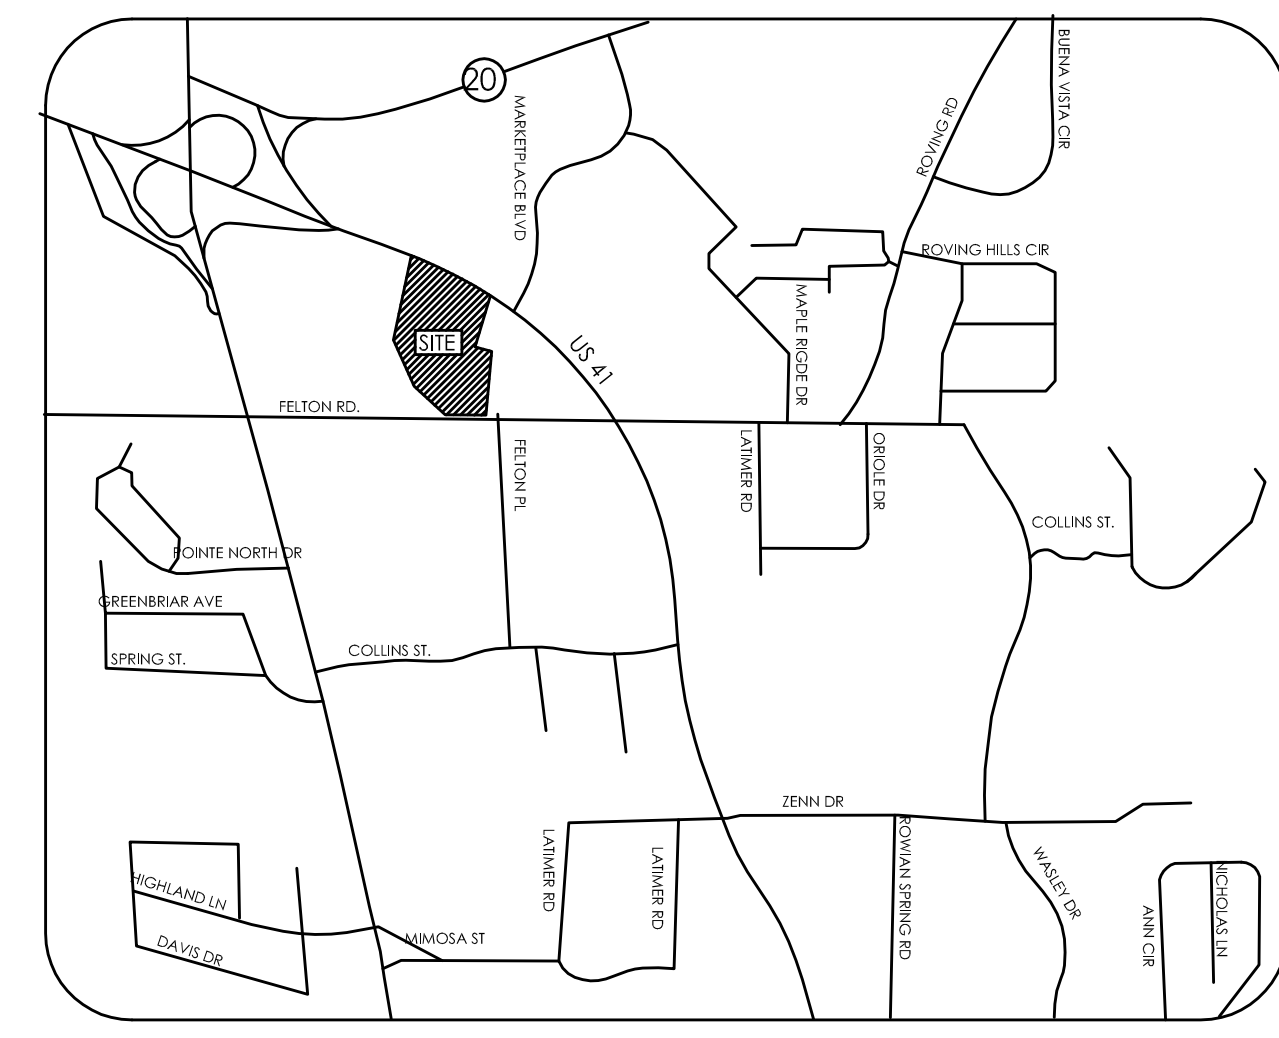 20
BUENA VISTA CIR
MARKETPLACE BLVD
ROVING RD
ROVING HILLS CIR
MAPLE RIGDE DR
SITE
US 41
FELTON RD.
FELTON PL
LATIMER RD
ORIOLE DR
COLLINS ST.
POINTE NORTH DR
GREENBRIAR AVE
SPRING ST.
COLLINS ST.
ZENN DR
LATIMER RD
LATIMER RD
ROWIAN SPRING RD
WASLEY DR
NICHOLAS LN
ANN CIR
HIGHLAND LN
DAVIS DR
MIMOSA ST